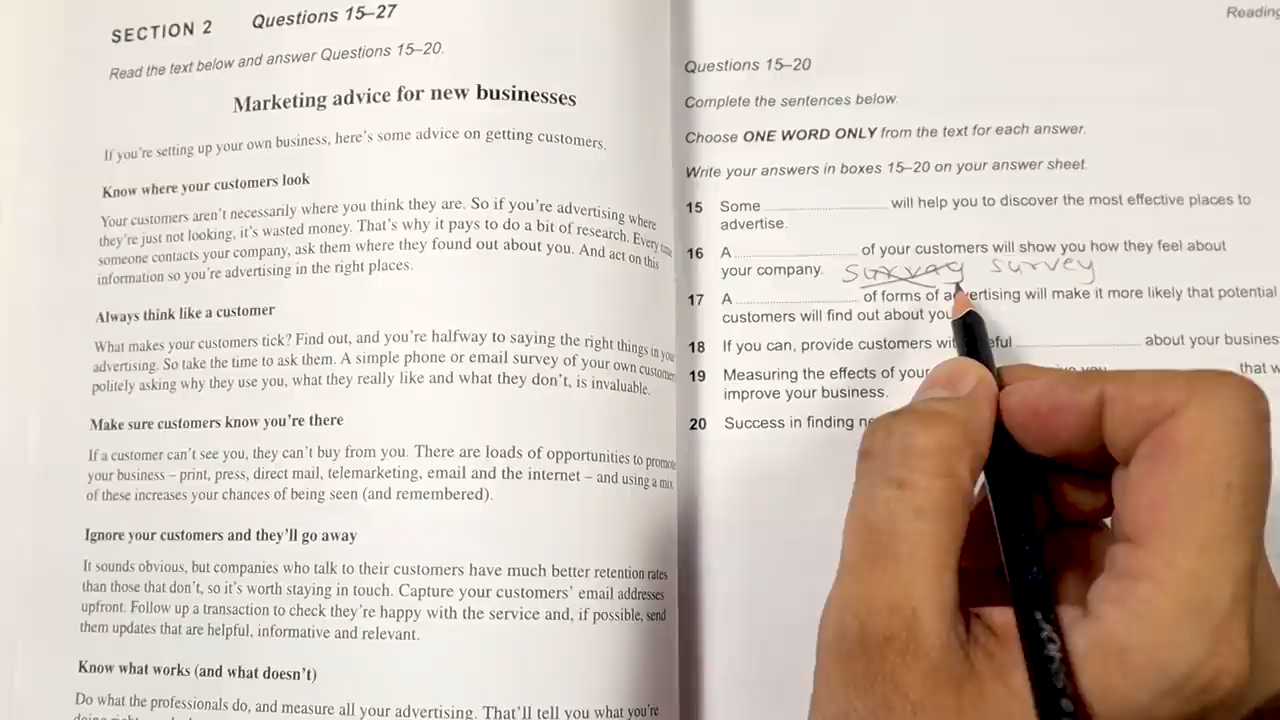 SECTION 2 Questions 15–27
Read the text below and answer Questions 15–20.
Marketing advice for new businesses
If you're setting up your own business, here's some advice on getting customers.
Know where your customers look
Your customers aren't necessarily where you think they are. So if you're advertising where
they're just not looking, it's wasted money. That's why it pays to do a bit of research. Every time
someone contacts your company, ask them where they found out about you. And act on this
information so you're advertising in the right places.
Always think like a customer
What makes your customers tick? Find out, and you're halfway to saying the right things in you
advertising. So take the time to ask them. A simple phone or email survey of your own customer
politely asking why they use you, what they really like and what they don't, is invaluable.
Make sure customers know you're there
If a customer can't see you, they can't buy from you. There are loads of opportunities to promote
your business – print, press, direct mail, telemarketing, email and the internet – and using a mix
of these increases your chances of being seen (and remembered).
Ignore your customers and they'll go away
It sounds obvious, but companies who talk to their customers have much better retention rates
than those that don't, so it's worth staying in touch. Capture your customers' email addresses
upfront. Follow up a transaction to check they're happy with the service and, if possible, send
them updates that are helpful, informative and relevant.
Know what works (and what doesn't)
Do what the professionals do, and measure all your advertising. That'll tell you what you're
Reading
Questions 15–20
Complete the sentences below.
Choose ONE WORD ONLY from the text for each answer.
Write your answers in boxes 15–20 on your answer sheet.
15 Some will help you to discover the most effective places to
advertise.
16 A of your customers will show you how they feel about
your company. survey
17 A of forms of advertising will make it more likely that potential
customers will find out about you
18 If you can, provide customers about your busines
19 Measuring the effects of your that w
improve your business.
20 Success in finding